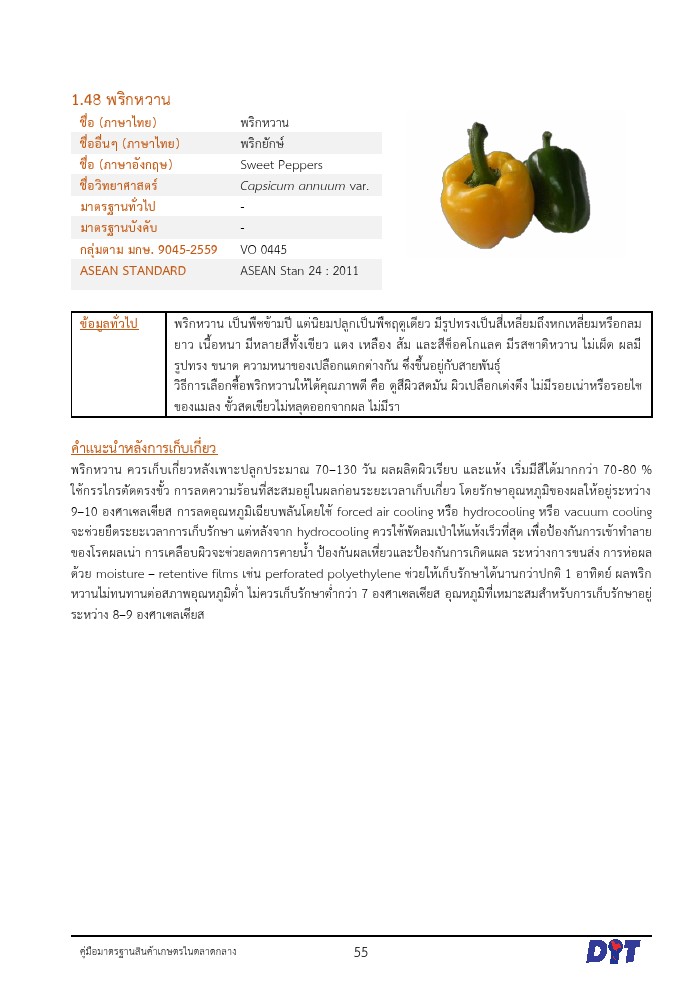 1.48 พริกหวาน
ชื่อ (ภาษาไทย) พริกหวาน
ชื่ออื่นๆ (ภาษาไทย) พริกยักษ์
ชื่อ (ภาษาอังกฤษ) Sweet Peppers
ชื่อวิทยาศาสตร์ Capsicum annuum var.
มาตรฐานทั่วไป -
มาตรฐานบังคับ -
กลุ่มตาม มกษ. 9045-2559 VO 0445
ASEAN STANDARD ASEAN Stan 24 : 2011
ข้อมูลทั่วไป พริกหวาน เป็นพืชข้ามปี แต่นิยมปลูกเป็นพืชฤดูเดียว มีรูปทรงเป็นสี่เหลี่ยมถึงหกเหลี่ยมหรือกลม
ยาว เนื้อหนา มีหลายสีทั้งเขียว แดง เหลือง ส้ม และสีช็อคโกแลค มีรสชาติหวาน ไม่เผ็ด ผลมี
รูปทรง ขนาด ความหนาของเปลือกแตกต่างกัน ซึ่งขึ้นอยู่กับสายพันธุ์
วิธีการเลือกซื้อพริกหวานให้ได้คุณภาพดี คือ ดูสีผิวสดมัน ผิวเปลือกเต่งตึง ไม่มีรอยเน่าหรือรอยไช
ของแมลง ขั้วสดเขียวไม่หลุดออกจากผล ไม่มีรา
คำแนะนำหลังการเก็บเกี่ยว
พริกหวาน ควรเก็บเกี่ยวหลังเพาะปลูกประมาณ 70–130 วัน ผลผลิตผิวเรียบ และแห้ง เริ่มมีสีได้มากกว่า 70-80 %
ใช้กรรไกรตัดตรงขั้ว การลดความร้อนที่สะสมอยู่ในผลก่อนระยะเวลาเก็บเกี่ยว โดยรักษาอุณหภูมิของผลให้อยู่ระหว่าง
9–10 องศาเซลเซียส การลดอุณหภูมิเฉียบพลันโดยใช้ forced air cooling หรือ hydrocooling หรือ vacuum cooling
จะช่วยยืดระยะเวลาการเก็บรักษา แต่หลังจาก hydrocooling ควรใช้พัดลมเป่าให้แห้งเร็วที่สุด เพื่อป้องกันการเข้าทำลาย
ของโรคผลเน่า การเคลือบผิวจะช่วยลดการคายน้ำ ป้องกันผลเหี่ยวและป้องกันการเกิดแผล ระหว่างการขนส่ง การห่อผล
ด้วย moisture – retentive films เช่น perforated polyethylene ช่วยให้เก็บรักษาได้นานกว่าปกติ 1 อาทิตย์ ผลพริก
หวานไม่ทนทานต่อสภาพอุณหภูมิต่ำ ไม่ควรเก็บรักษาต่ำกว่า 7 องศาเซลเซียส อุณหภูมิที่เหมาะสมสำหรับการเก็บรักษาอยู่
ระหว่าง 8–9 องศาเซลเซียส
คู่มือมาตรฐานสินค้าเกษตรในตลาดกลาง 55 DIT